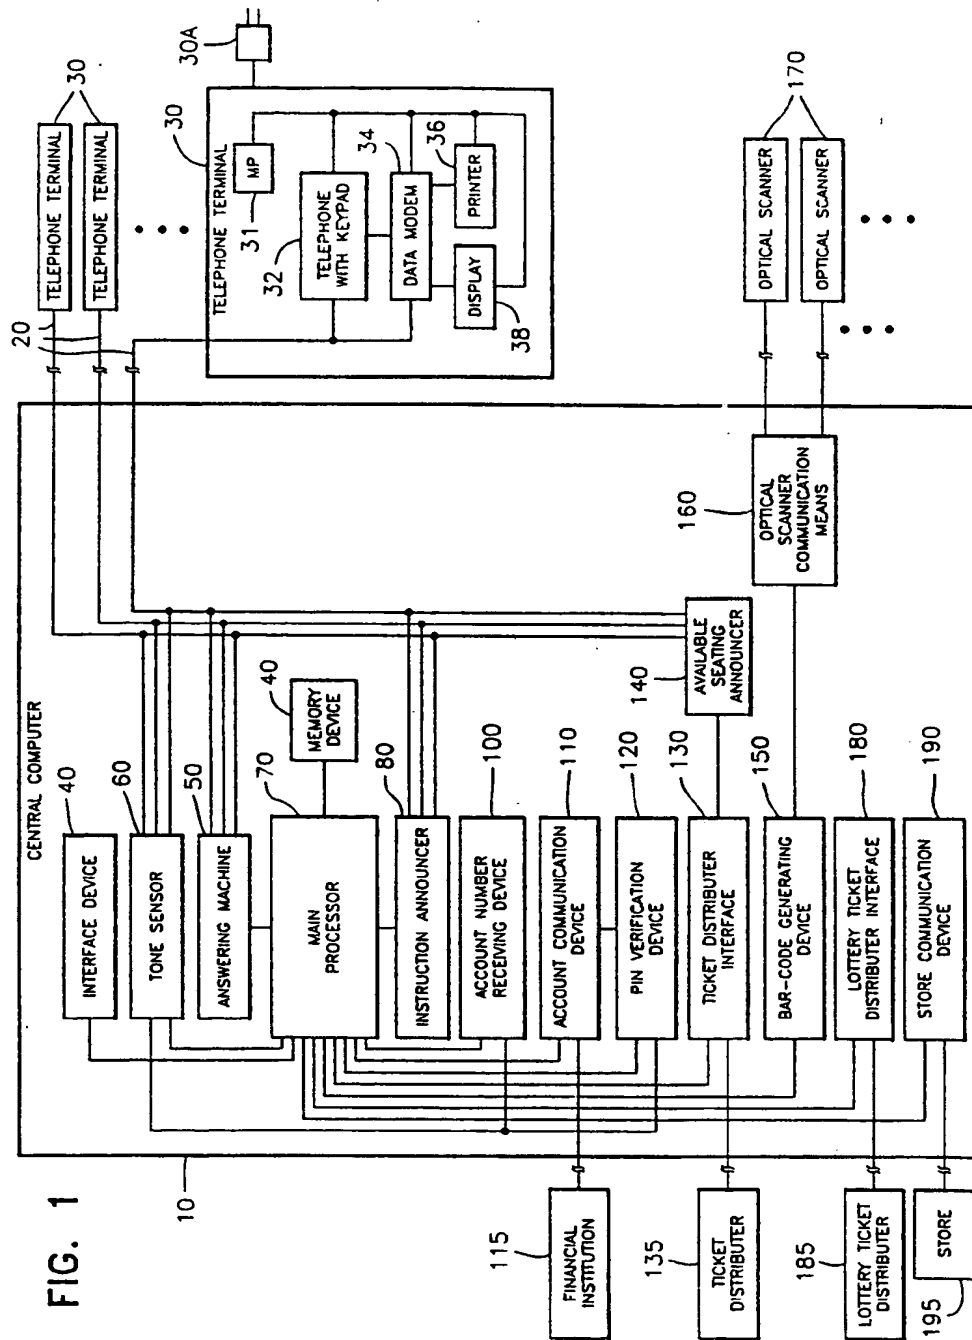 FIG. 1
10
CENTRAL COMPUTER
40
INTERFACE DEVICE
60
TONE SENSOR
50
ANSWERING MACHINE
70
MAIN
PROCESSOR
40
MEMORY
DEVICE
80
INSTRUCTION ANNOUNCER
100
ACCOUNT NUMBER
RECEIVING DEVICE
110
ACCOUNT COMMUNICATION
DEVICE
120
PIN VERIFICATION
DEVICE
130
TICKET DISTRIBUTER
INTERFACE
140
AVAILABLE
SEATING
ANNOUNCER
150
BAR-CODE GENERATING
DEVICE
160
OPTICAL
SCANNER
COMMUNICATION
MEANS
180
LOTTERY TICKET
DISTRIBUTER INTERFACE
190
STORE COMMUNICATION
DEVICE
115
FINANCIAL
INSTITUTION
135
TICKET
DISTRIBUTER
185
LOTTERY TICKET
DISTRIBUTER
195
STORE
20
30
TELEPHONE TERMINAL
TELEPHONE TERMINAL
30
TELEPHONE TERMINAL
30A
31
MP
32
TELEPHONE
WITH KEYPAD
34
DATA MODEM
36
PRINTER
38
DISPLAY
170
OPTICAL SCANNER
OPTICAL SCANNER